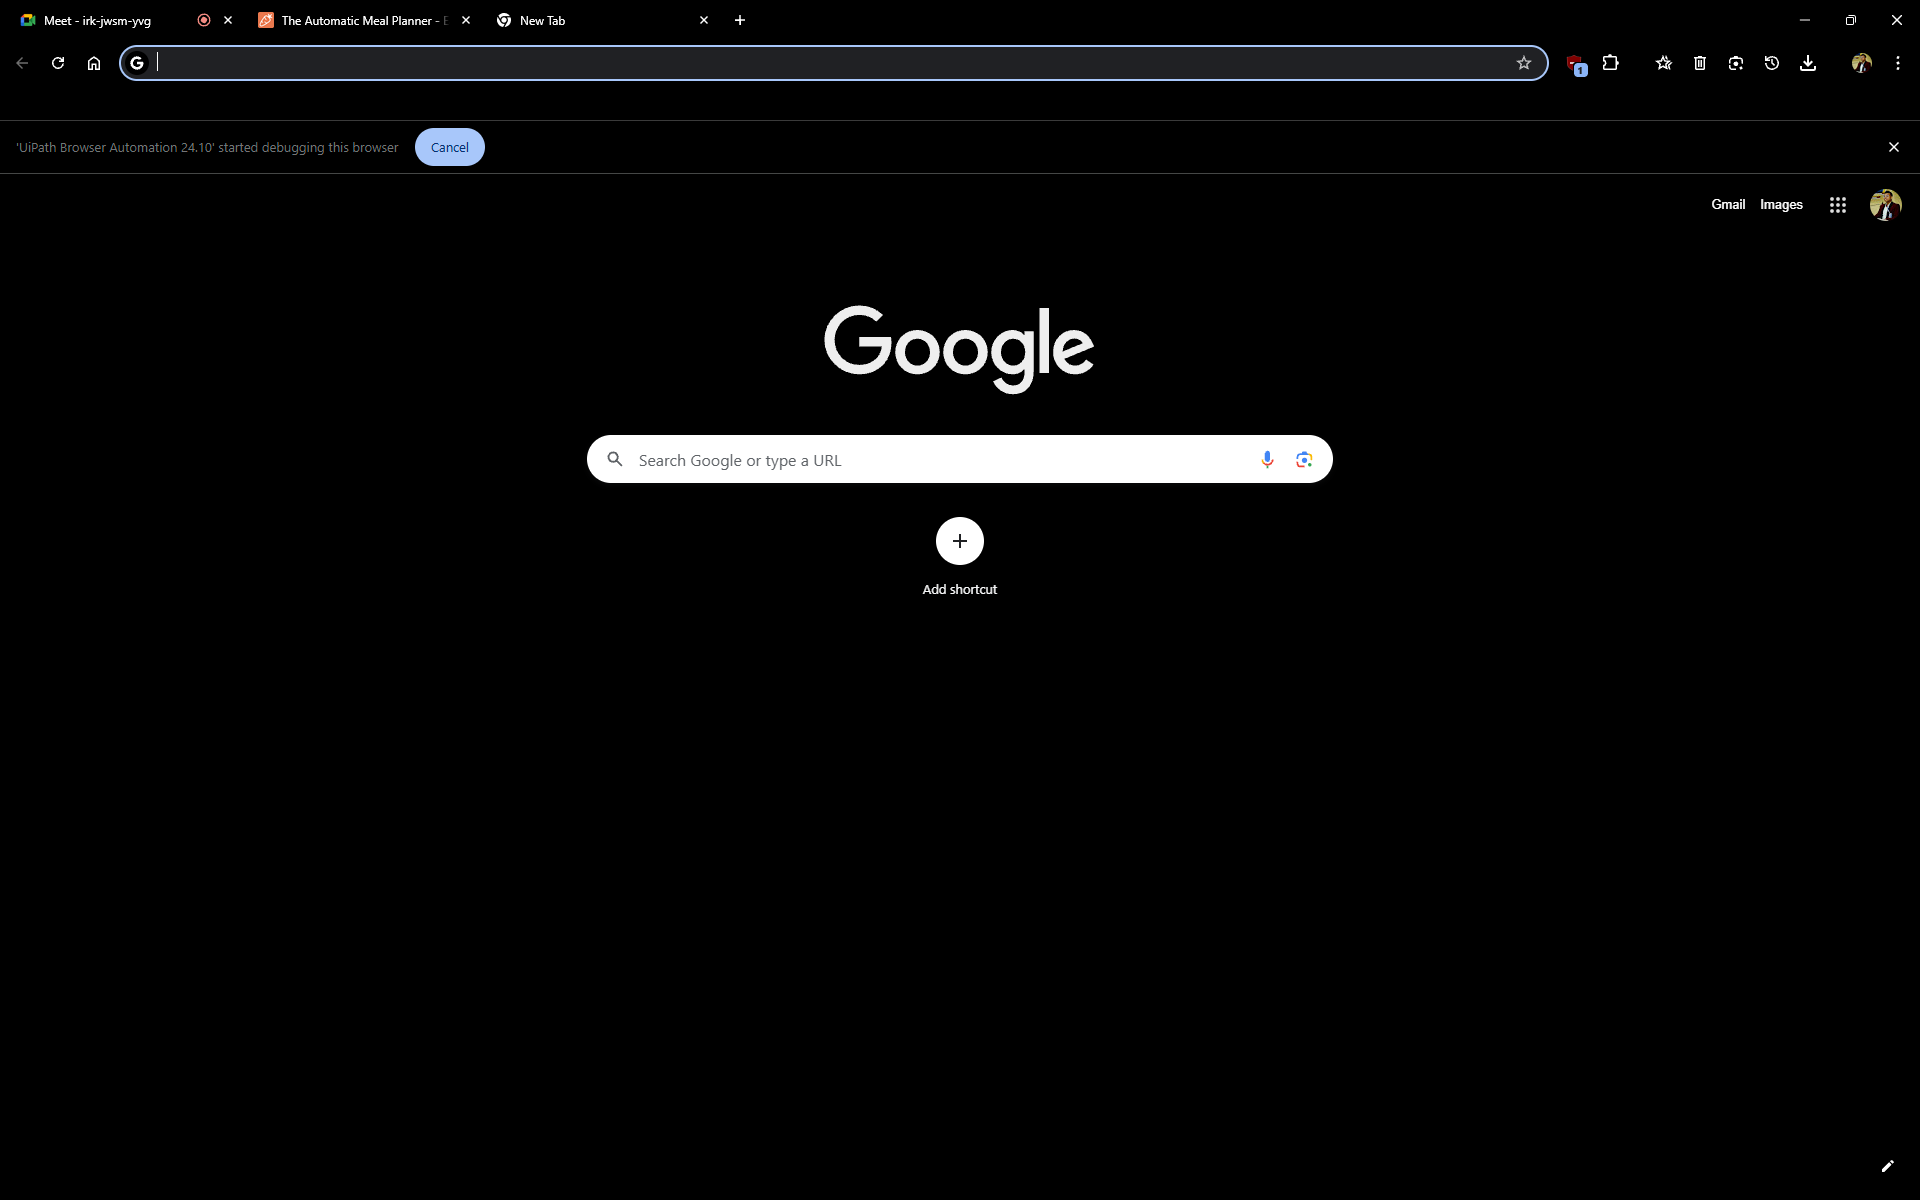 Meet - irk-jwsm-yvg
The Automatic Meal Planner -
New Tab
1
'UiPath Browser Automation 24.10' started debugging this browser
Cancel
Gmail
Images
Google
Search Google or type a URL
Add shortcut